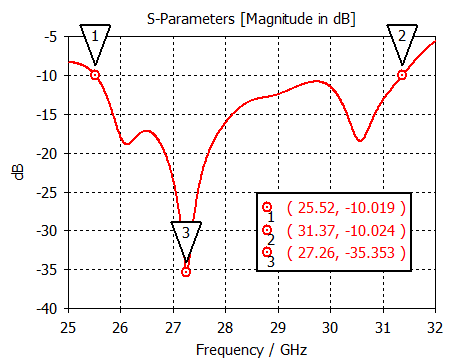 S-Parameters [Magnitude in dB]
-5
-10
-15
-20
-25
-30
-35
-40
dB
1
2
3
1 ( 25.52, -10.019 )
2 ( 31.37, -10.024 )
3 ( 27.26, -35.353 )
25 26 27 28 29 30 31 32
Frequency / GHz